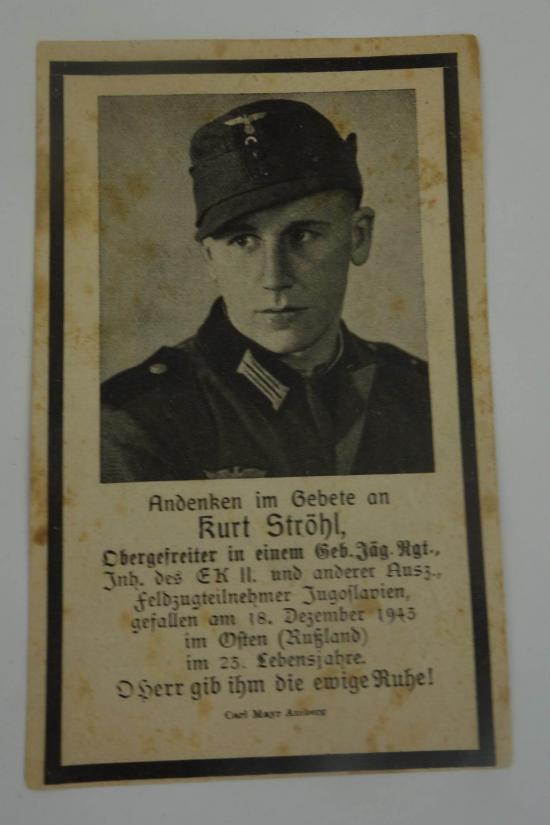 Andenken im Gebete an
Kurt Ströhl,
Obergefreiter in einem Geb.-Jäg.-Rgt.,
Inh. des EK II. und anderer Ausz.,
Feldzugteilnehmer Jugoslavien,
gefallen am 18. Dezember 1943
im Osten (Rußland)
im 23. Lebensjahre.
O Herr gib ihm die ewige Ruhe!
Carl Mayr Amberg